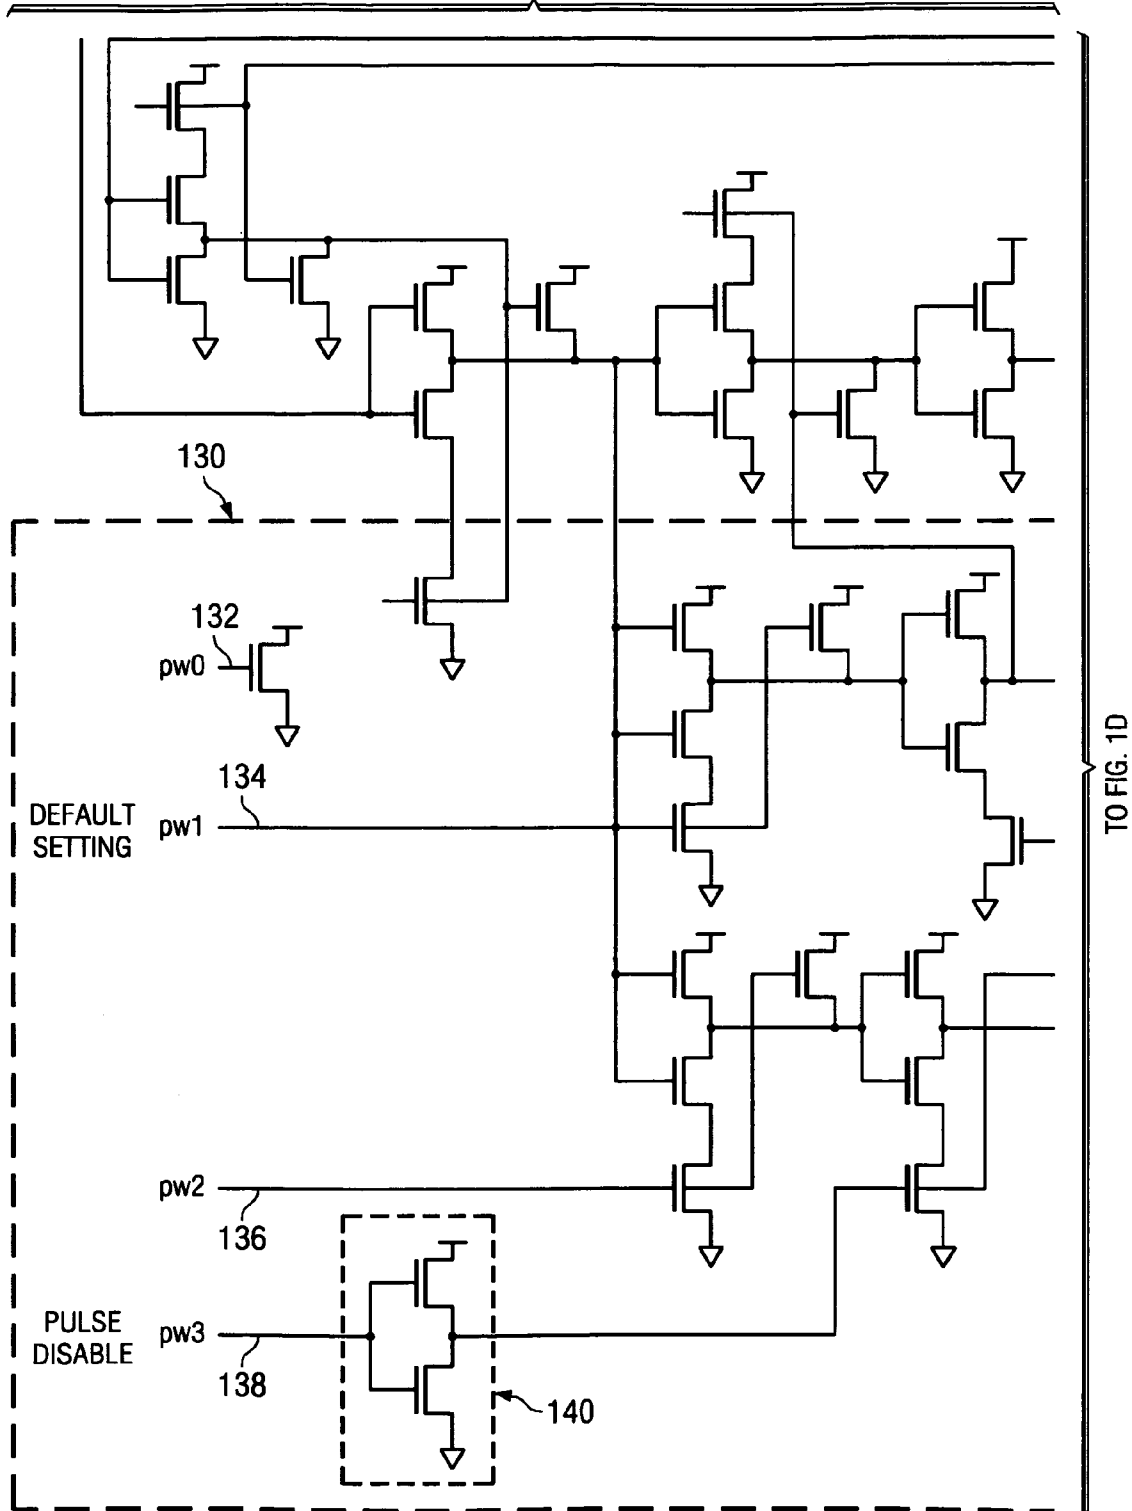 130
132
pw0
134
DEFAULT
SETTING
pw1
TO FIG. 1D
pw2
136
PULSE
DISABLE
pw3
138
140